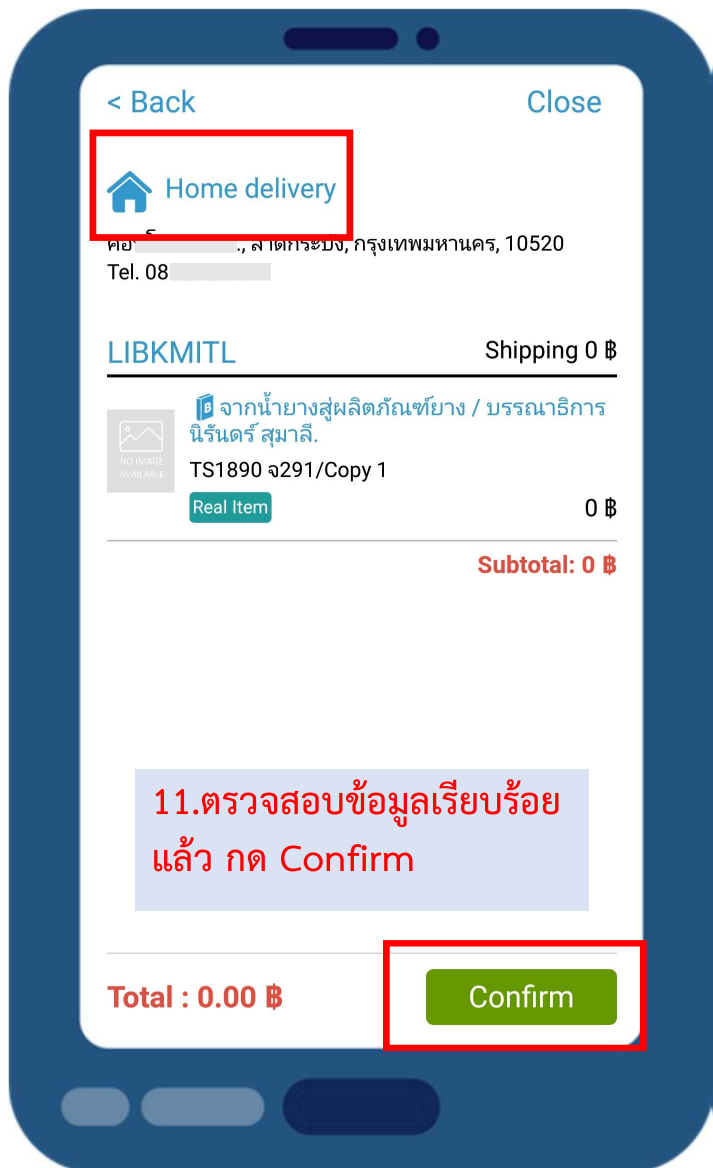 < Back
Close
Home delivery
ลาดกระบัง, กรุงเทพมหานคร, 10520
Tel. 08
LIBKMITL
Shipping 0 ฿
จากน้ำยางสู่ผลิตภัณฑ์ยาง / บรรณาธิการ
นิรันดร์ สุมาลี.
NO IMAGE
AVAILABLE
TS1890 จ291/Copy 1
Real Item
0 ฿
Subtotal: 0 ฿
11.ตรวจสอบข้อมูลเรียบร้อย
แล้ว กด Confirm
Total : 0.00 ฿
Confirm